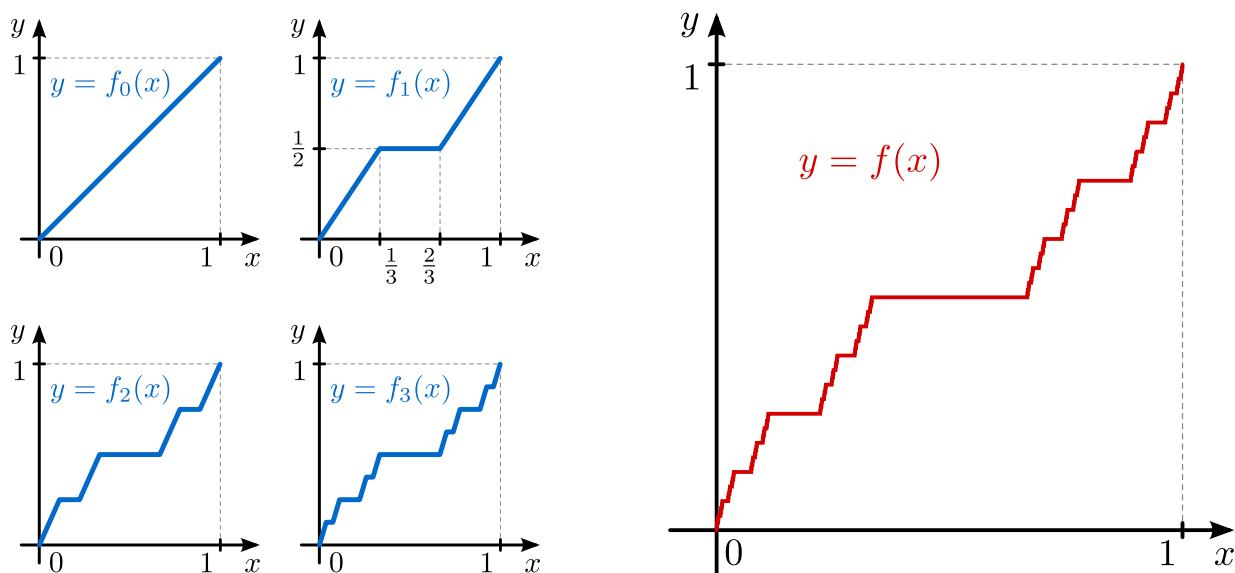 y
1
y = f₀(x)
0
1
x
y
1
y = f₁(x)
1/2
0
1/3
2/3
1
x
y
1
y = f₂(x)
0
1
x
y
1
y = f₃(x)
0
1
x
y
1
y = f(x)
0
1
x